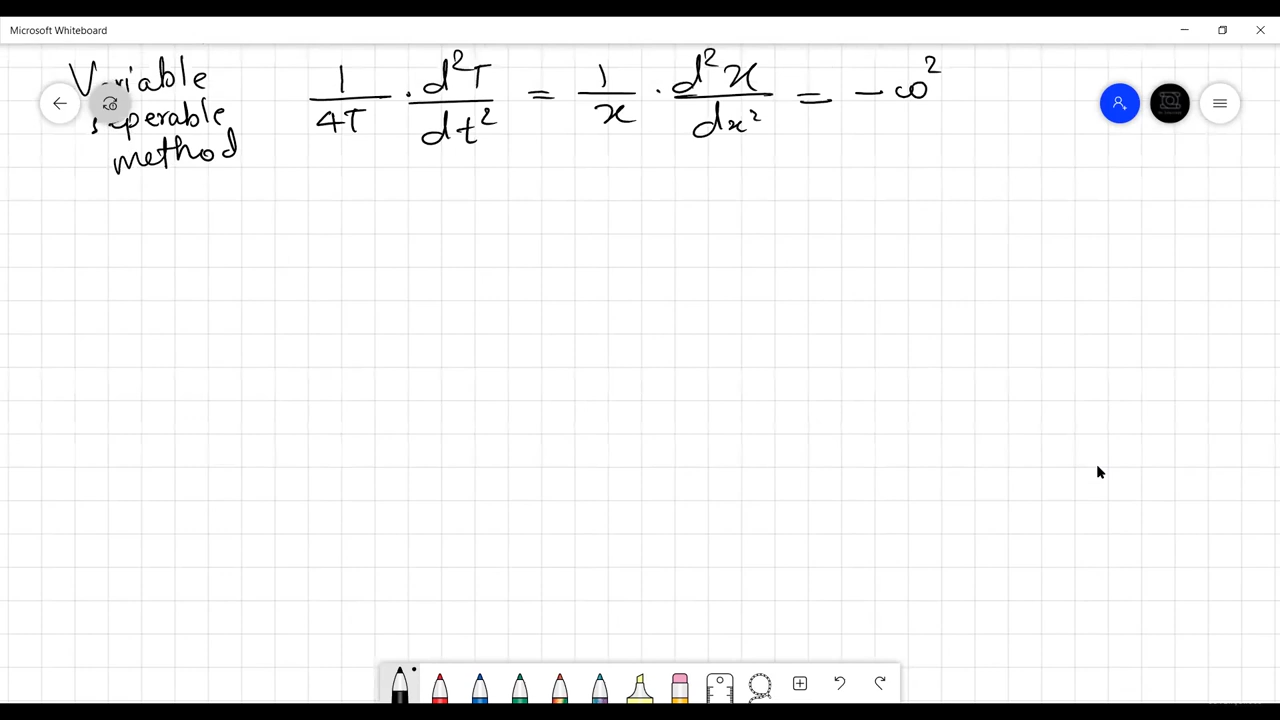 Microsoft Whiteboard
Variable
seperable
method
1/4T · d²T/dt² = 1/x · d²x/dx² = -ω²